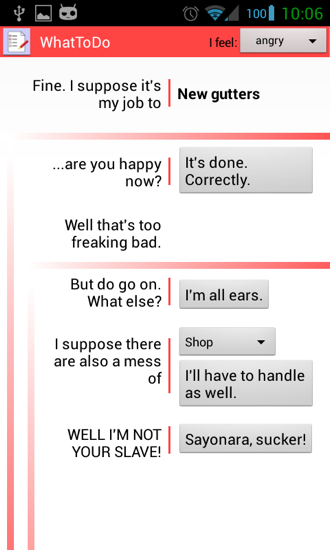 100 10:06
WhatToDo
I feel: angry
Fine. I suppose it's
my job to
New gutters
...are you happy
now?
It's done.
Correctly.
Well that's too
freaking bad.
But do go on.
What else?
I'm all ears.
I suppose there
are also a mess
of
Shop
I'll have to handle
as well.
WELL I'M NOT
YOUR SLAVE!
Sayonara, sucker!